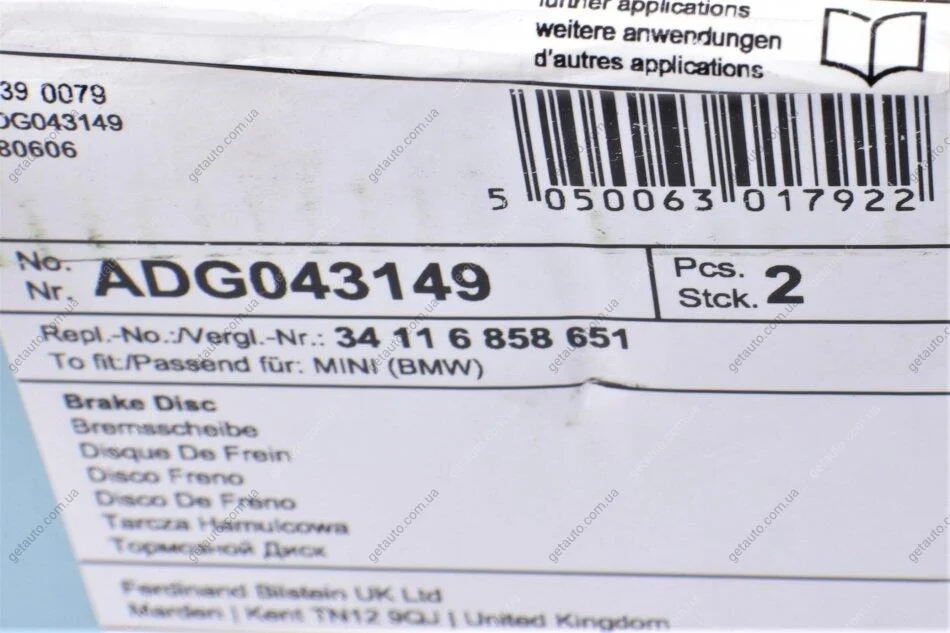 further applications
weitere anwendungen
d'autres applications
39 0079
DG043149
80606
5 050063 017922
No.
Nr. ADG043149
Pcs.
Stck. 2
Repl.-No.:/Vergl.-Nr.: 34 11 6 858 651
To fit:/Passend für: MINI (BMW)
Brake Disc
Bremsscheibe
Disque De Frein
Disco Freno
Disco De Freno
Tarcza Hamulcowa
Тормозной Диск
Ferdinand Bilstein UK Ltd
Marden | Kent TN12 9QJ | United Kingdom
getauto.com.ua